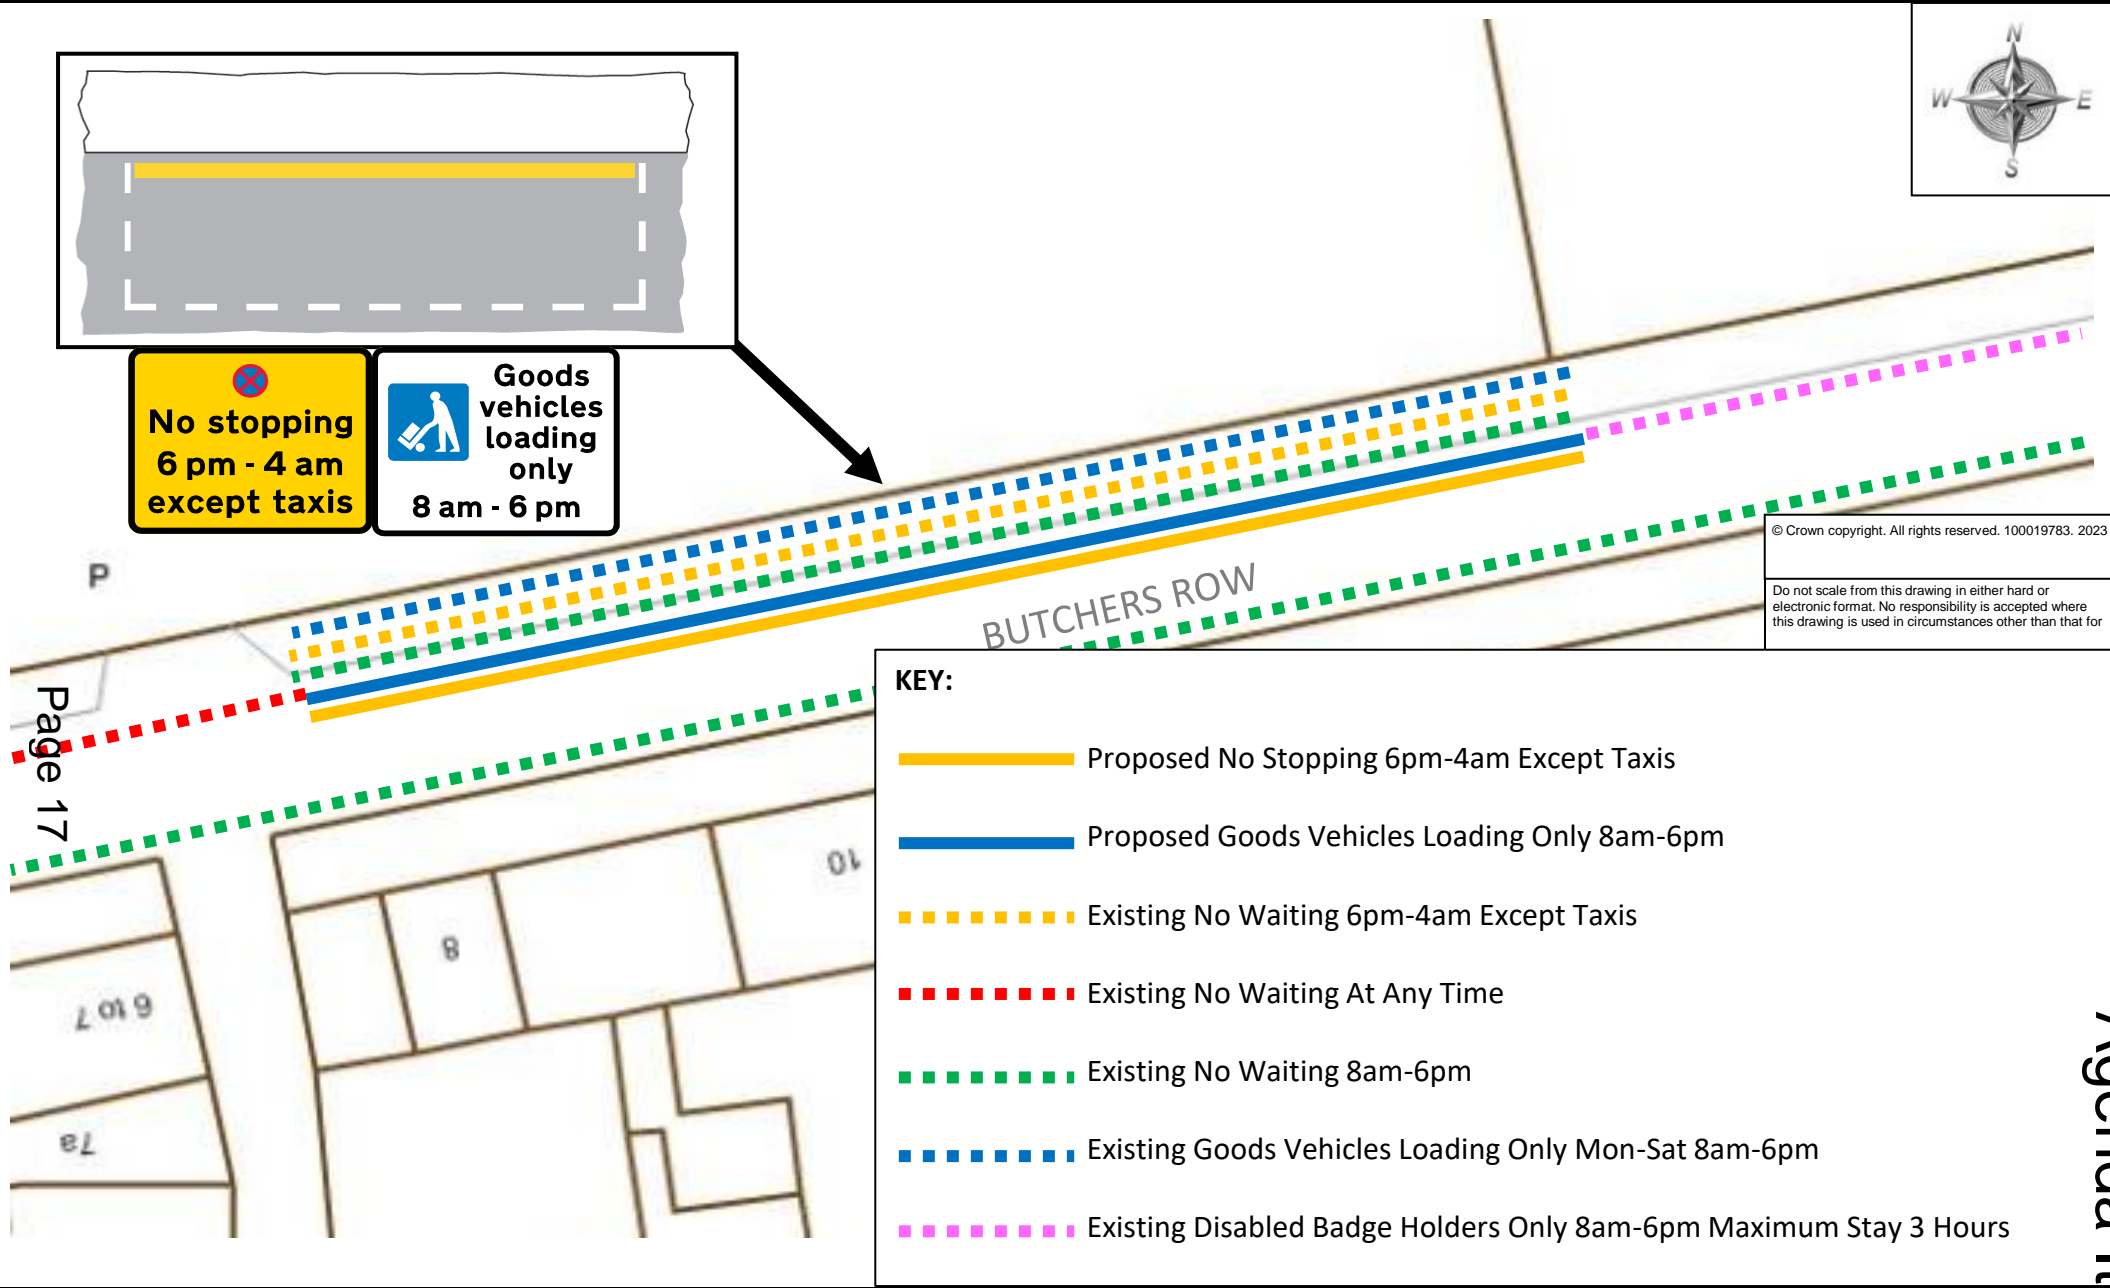 N
W
E
S
No stopping
6 pm - 4 am
except taxis
Goods
vehicles
loading
only
8 am - 6 pm
P
BUTCHERS ROW
© Crown copyright. All rights reserved. 100019783. 2023
Do not scale from this drawing in either hard or
electronic format. No responsibility is accepted where
this drawing is used in circumstances other than that for
Page 17
KEY:
Proposed No Stopping 6pm-4am Except Taxis
Proposed Goods Vehicles Loading Only 8am-6pm
Existing No Waiting 6pm-4am Except Taxis
Existing No Waiting At Any Time
Existing No Waiting 8am-6pm
Existing Goods Vehicles Loading Only Mon-Sat 8am-6pm
Existing Disabled Badge Holders Only 8am-6pm Maximum Stay 3 Hours
10
8
6 to 7
7a
Agenda